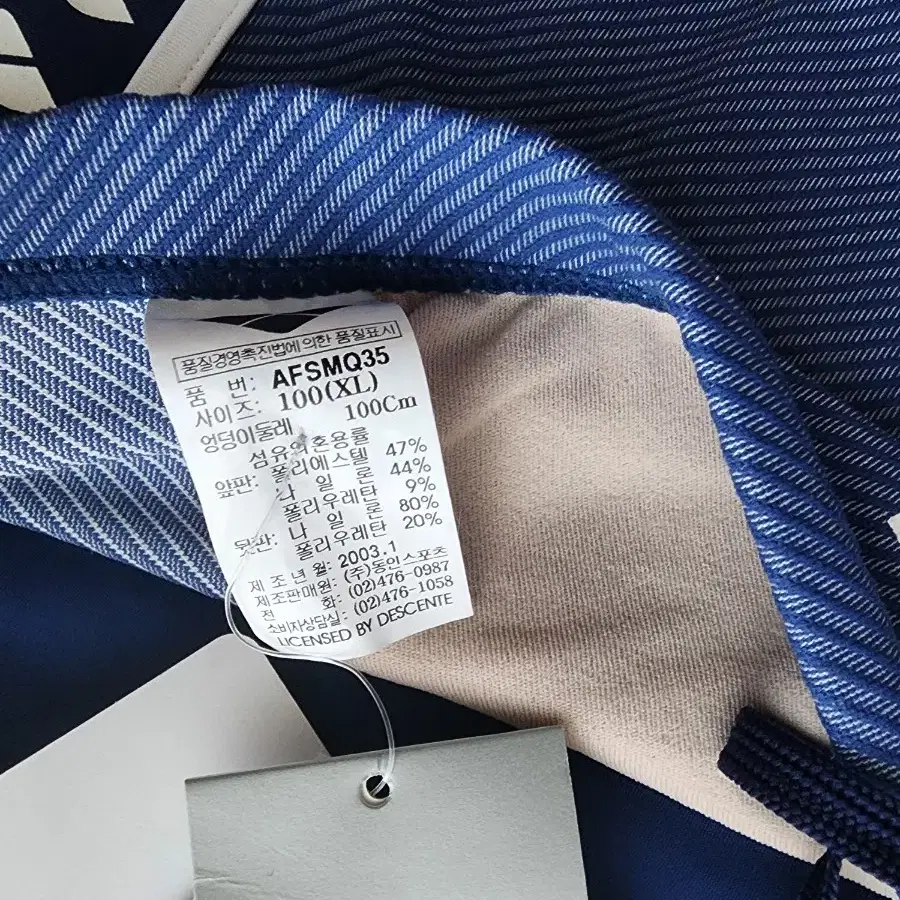 품질경영촉진법에 의한 품질표시
품 번: AFSMQ35
사이즈: 100(XL)
엉덩이둘레 100Cm
섬유의혼용률
앞판: 폴리에스텔 47%
나 일 론 44%
폴리우레탄 9%
뒷판: 나 일 론 80%
폴리우레탄 20%
제 조 년 월: 2003.1
제조판매원: (주)동인스포츠
전 화: (02)476-0987
소비자상담실: (02)476-1058
LICENSED BY DESCENTE